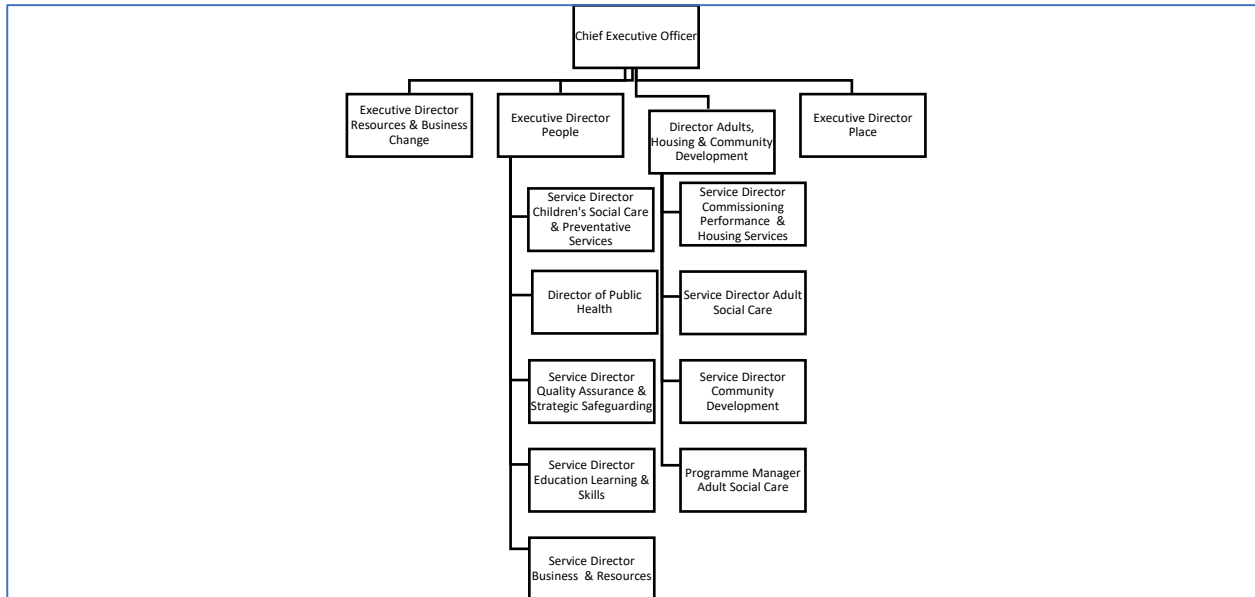 Chief Executive Officer
Executive Director
Resources & Business
Change
Executive Director
People
Director Adults,
Housing & Community
Development
Executive Director
Place
Service Director
Children's Social Care
& Preventative
Services
Director of Public
Health
Service Director
Quality Assurance &
Strategic Safeguarding
Service Director
Education Learning &
Skills
Service Director
Business & Resources
Service Director
Commissioning
Performance &
Housing Services
Service Director Adult
Social Care
Service Director
Community
Development
Programme Manager
Adult Social Care